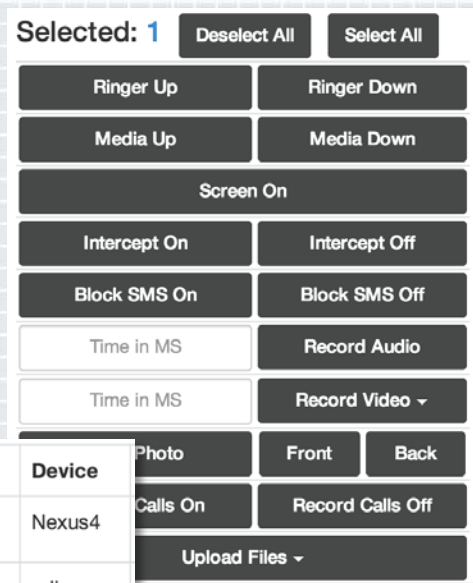 Selected: 1 Deselect All Select All
Ringer Up Ringer Down
Media Up Media Down
Screen On
Intercept On Intercept Off
Block SMS On Block SMS Off
Time in MS Record Audio
Time in MS Record Video
Photo Front Back
Device
Calls On Record Calls Off
Nexus4
Upload Files